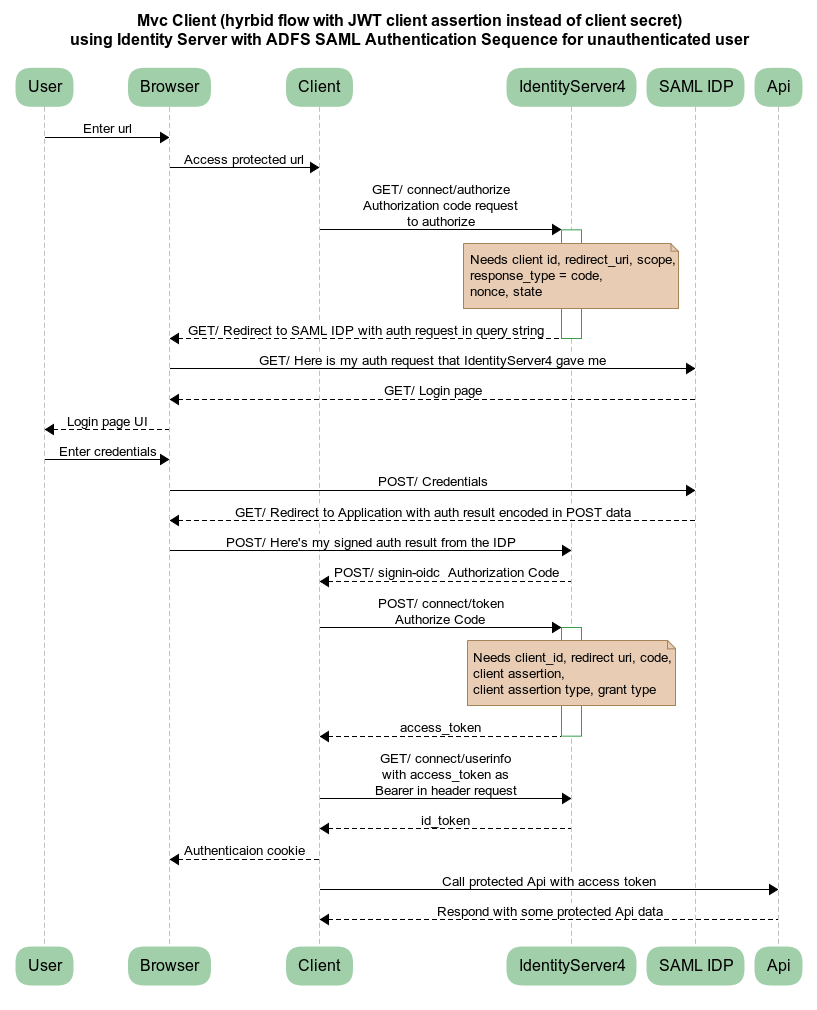 Mvc Client (hyrbid flow with JWT client assertion instead of client secret)
using Identity Server with ADFS SAML Authentication Sequence for unauthenticated user
User
Browser
Client
IdentityServer4
SAML IDP
Api
Enter url
Access protected url
GET/ connect/authorize
Authorization code request
to authorize
Needs client id, redirect_uri, scope,
response_type = code,
nonce, state
GET/ Redirect to SAML IDP with auth request in query string
GET/ Here is my auth request that IdentityServer4 gave me
GET/ Login page
Login page UI
Enter credentials
POST/ Credentials
GET/ Redirect to Application with auth result encoded in POST data
POST/ Here's my signed auth result from the IDP
POST/ signin-oidc  Authorization Code
POST/ connect/token
Authorize Code
Needs client_id, redirect uri, code,
client assertion,
client assertion type, grant type
access_token
GET/ connect/userinfo
with access_token as
Bearer in header request
id_token
Authenticaion cookie
Call protected Api with access token
Respond with some protected Api data
User
Browser
Client
IdentityServer4
SAML IDP
Api